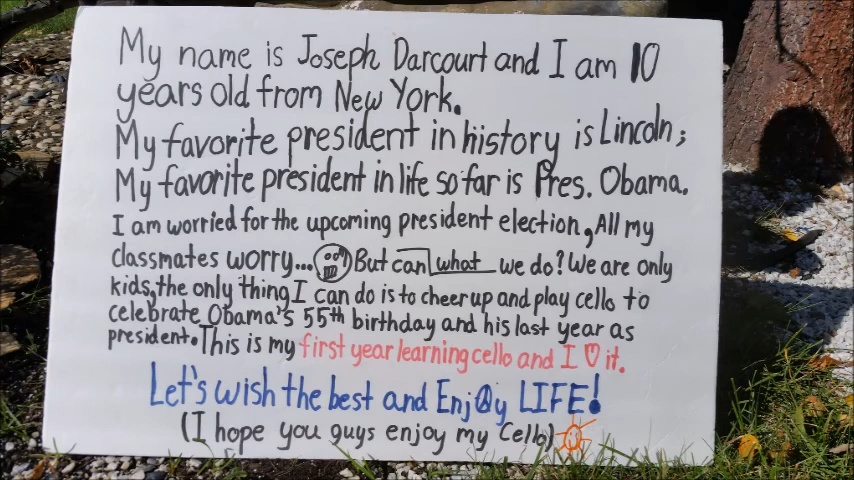 My name is Joseph Darcourt and I am 10
years old from New York.
My favorite president in history is Lincoln;
My favorite president in life so far is Pres. Obama.
I am worried for the upcoming president election, All my
classmates worry... But can what we do? We are only
kids, the only thing I can do is to cheer up and play cello to
celebrate Obama's 55th birthday and his last year as
president. This is my first year learning cello and I ♡ it.
Let's wish the best and Enjoy LIFE!
(I hope you guys enjoy my Cello)